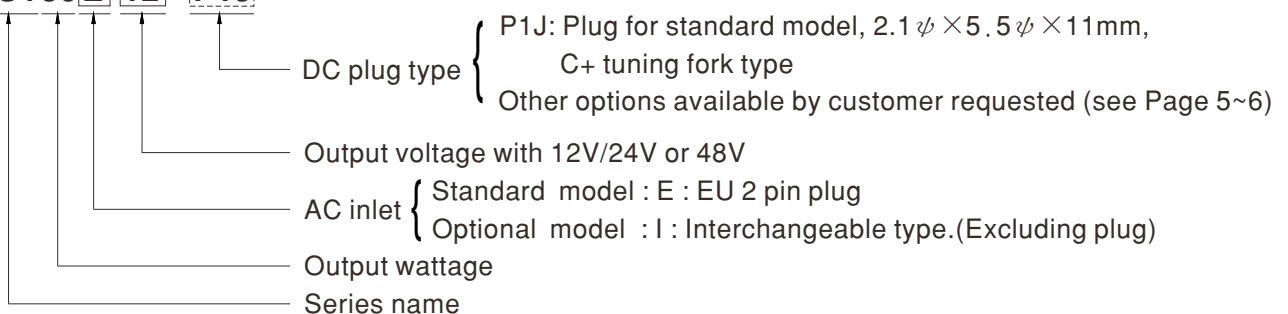 P1J: Plug for standard model, 2.1ψ×5.5ψ×11mm,
DC plug type
C+ tuning fork type
Other options available by customer requested (see Page 5~6)
Output voltage with 12V/24V or 48V
Standard model : E : EU 2 pin plug
AC inlet
Optional model : I : Interchangeable type.(Excluding plug)
Output wattage
Series name